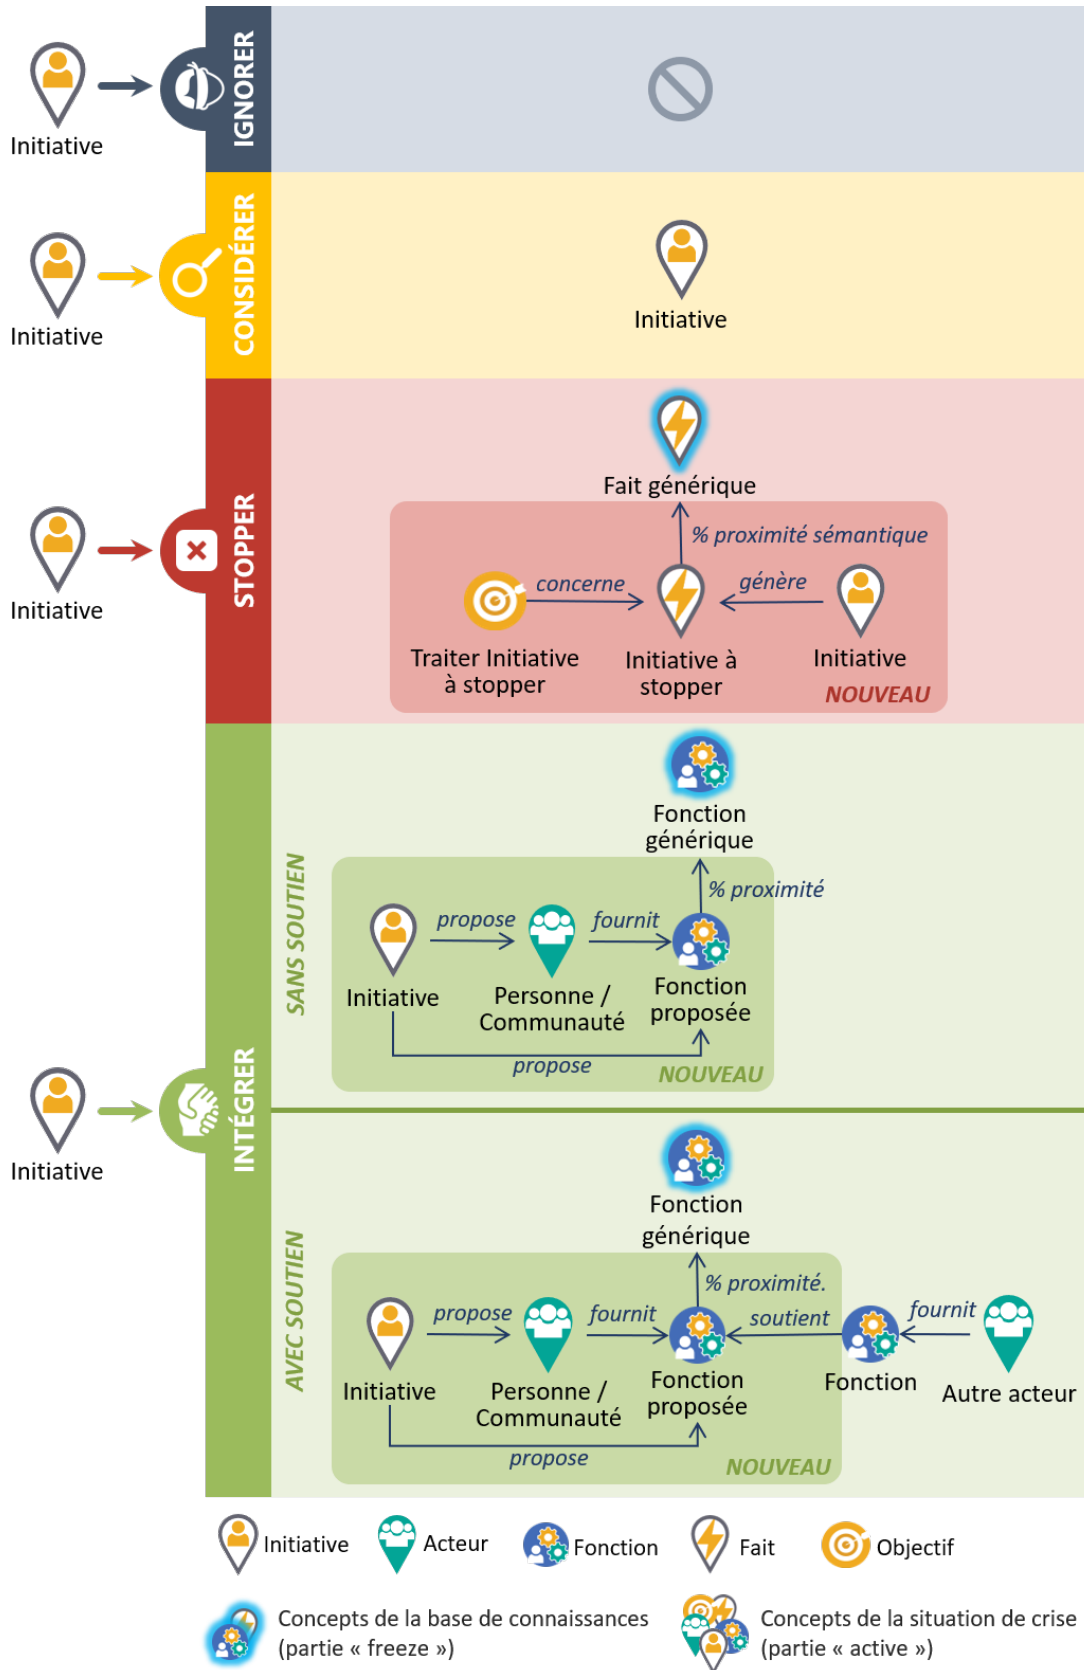 IGNORER
Initiative
CONSIDÉRER
Initiative
Initiative
STOPPER
Fait générique
% proximité sémantique
concerne
génère
Initiative
Traiter Initiative
à stopper
Initiative à
stopper
Initiative
NOUVEAU
INTÉGRER
Initiative
SANS SOUTIEN
Fonction
générique
% proximité
propose
fournit
Initiative
Personne /
Communauté
Fonction
proposée
propose
NOUVEAU
AVEC SOUTIEN
Fonction
générique
% proximité.
propose
fournit
soutient
fournit
Initiative
Personne /
Communauté
Fonction
proposée
Fonction
Autre acteur
propose
NOUVEAU
Initiative
Acteur
Fonction
Fait
Objectif
Concepts de la base de connaissances
(partie « freeze »)
Concepts de la situation de crise
(partie « active »)